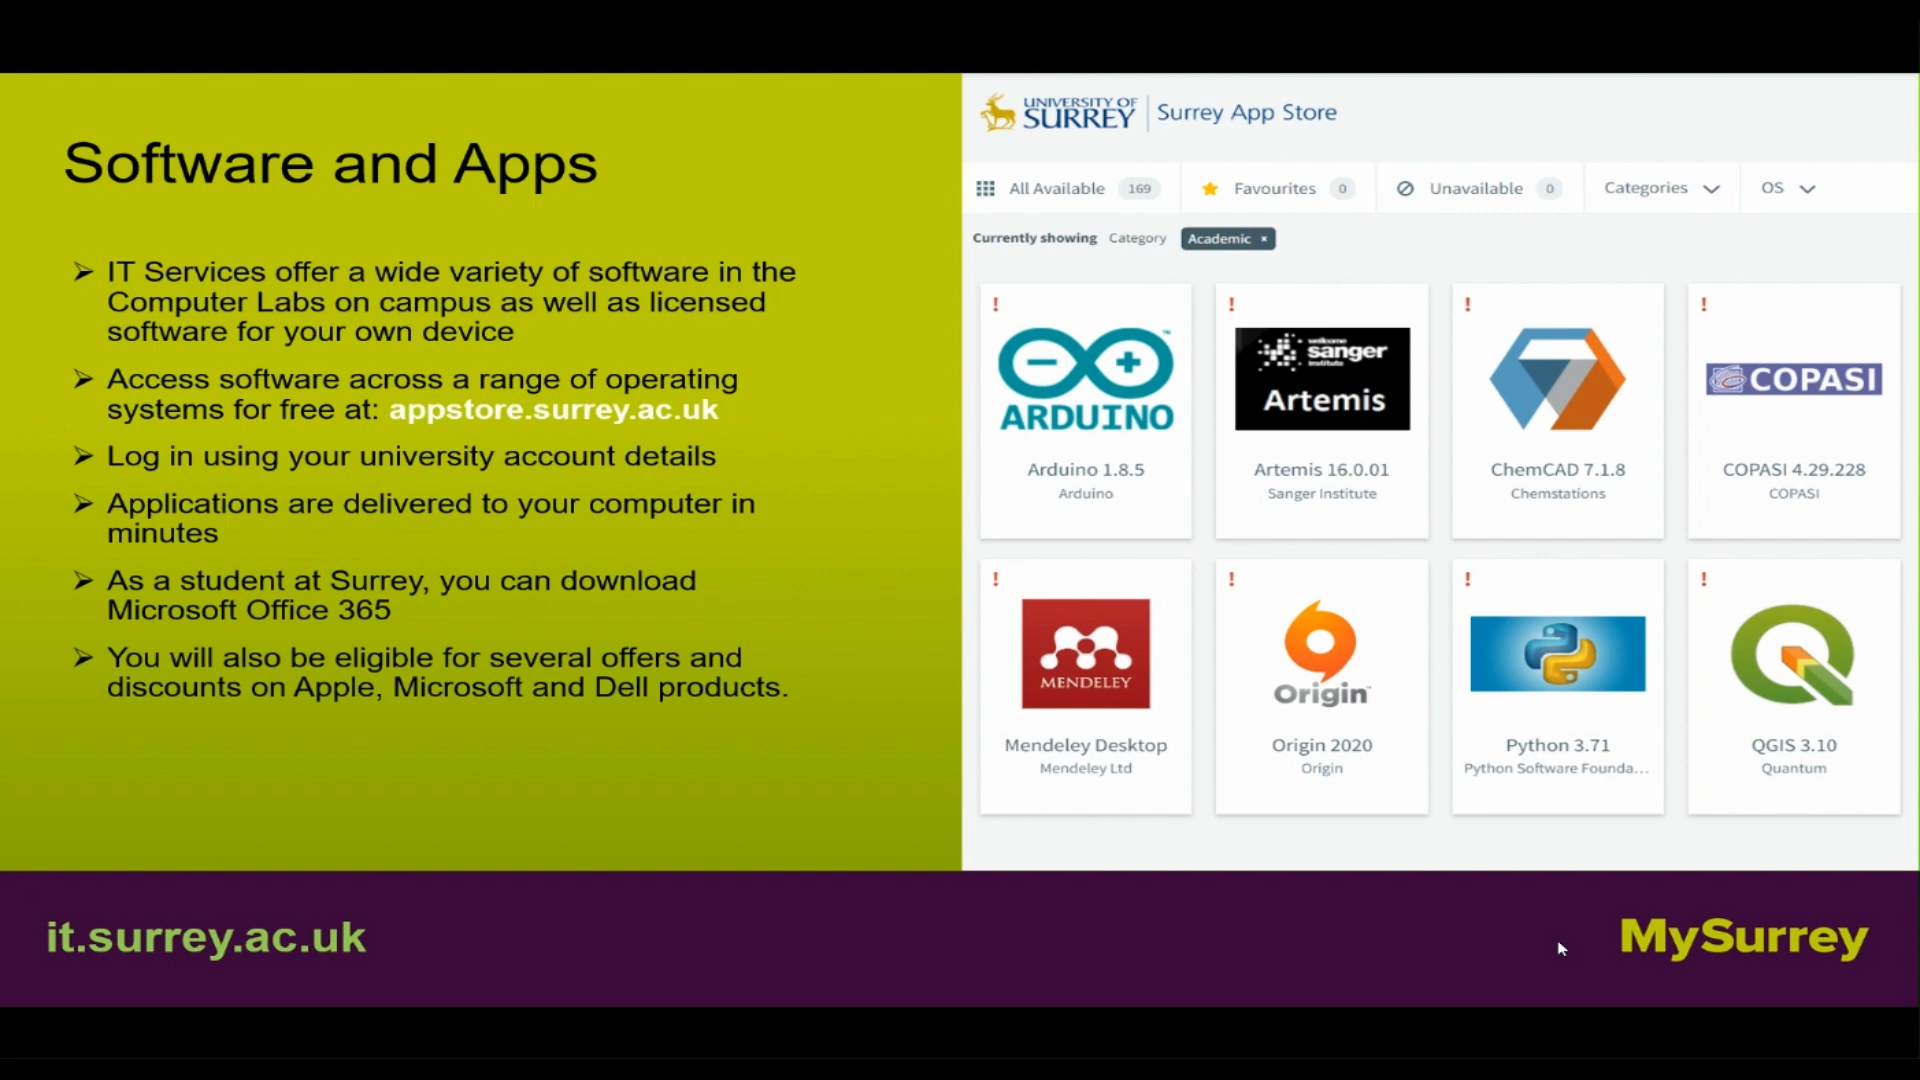 Software and Apps
IT Services offer a wide variety of software in the
Computer Labs on campus as well as licensed
software for your own device
Access software across a range of operating
systems for free at: appstore.surrey.ac.uk
Log in using your university account details
Applications are delivered to your computer in
minutes
As a student at Surrey, you can download
Microsoft Office 365
You will also be eligible for several offers and
discounts on Apple, Microsoft and Dell products.
UNIVERSITY OF
SURREY
Surrey App Store
All Available 169 Favourites 0 Unavailable 0 Categories OS
Currently showing Category Academic ×
! ! ! !
ARDUINO ™
wellcome
sanger
institute
Artemis
COPASI
Arduino 1.8.5
Arduino
Artemis 16.0.01
Sanger Institute
ChemCAD 7.1.8
Chemstations
COPASI 4.29.228
COPASI
! ! ! !
MENDELEY
Origin
Mendeley Desktop
Mendeley Ltd
Origin 2020
Origin
Python 3.71
Python Software Founda...
QGIS 3.10
Quantum
it.surrey.ac.uk
MySurrey